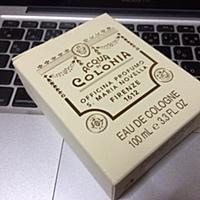 ACQUA
DI
COLONIA
OFFICINA PROFUMO
S. MARIA NOVELLA
FIRENZE
1612
EAU DE COLOGNE
100 mL e 3.3 FL OZ